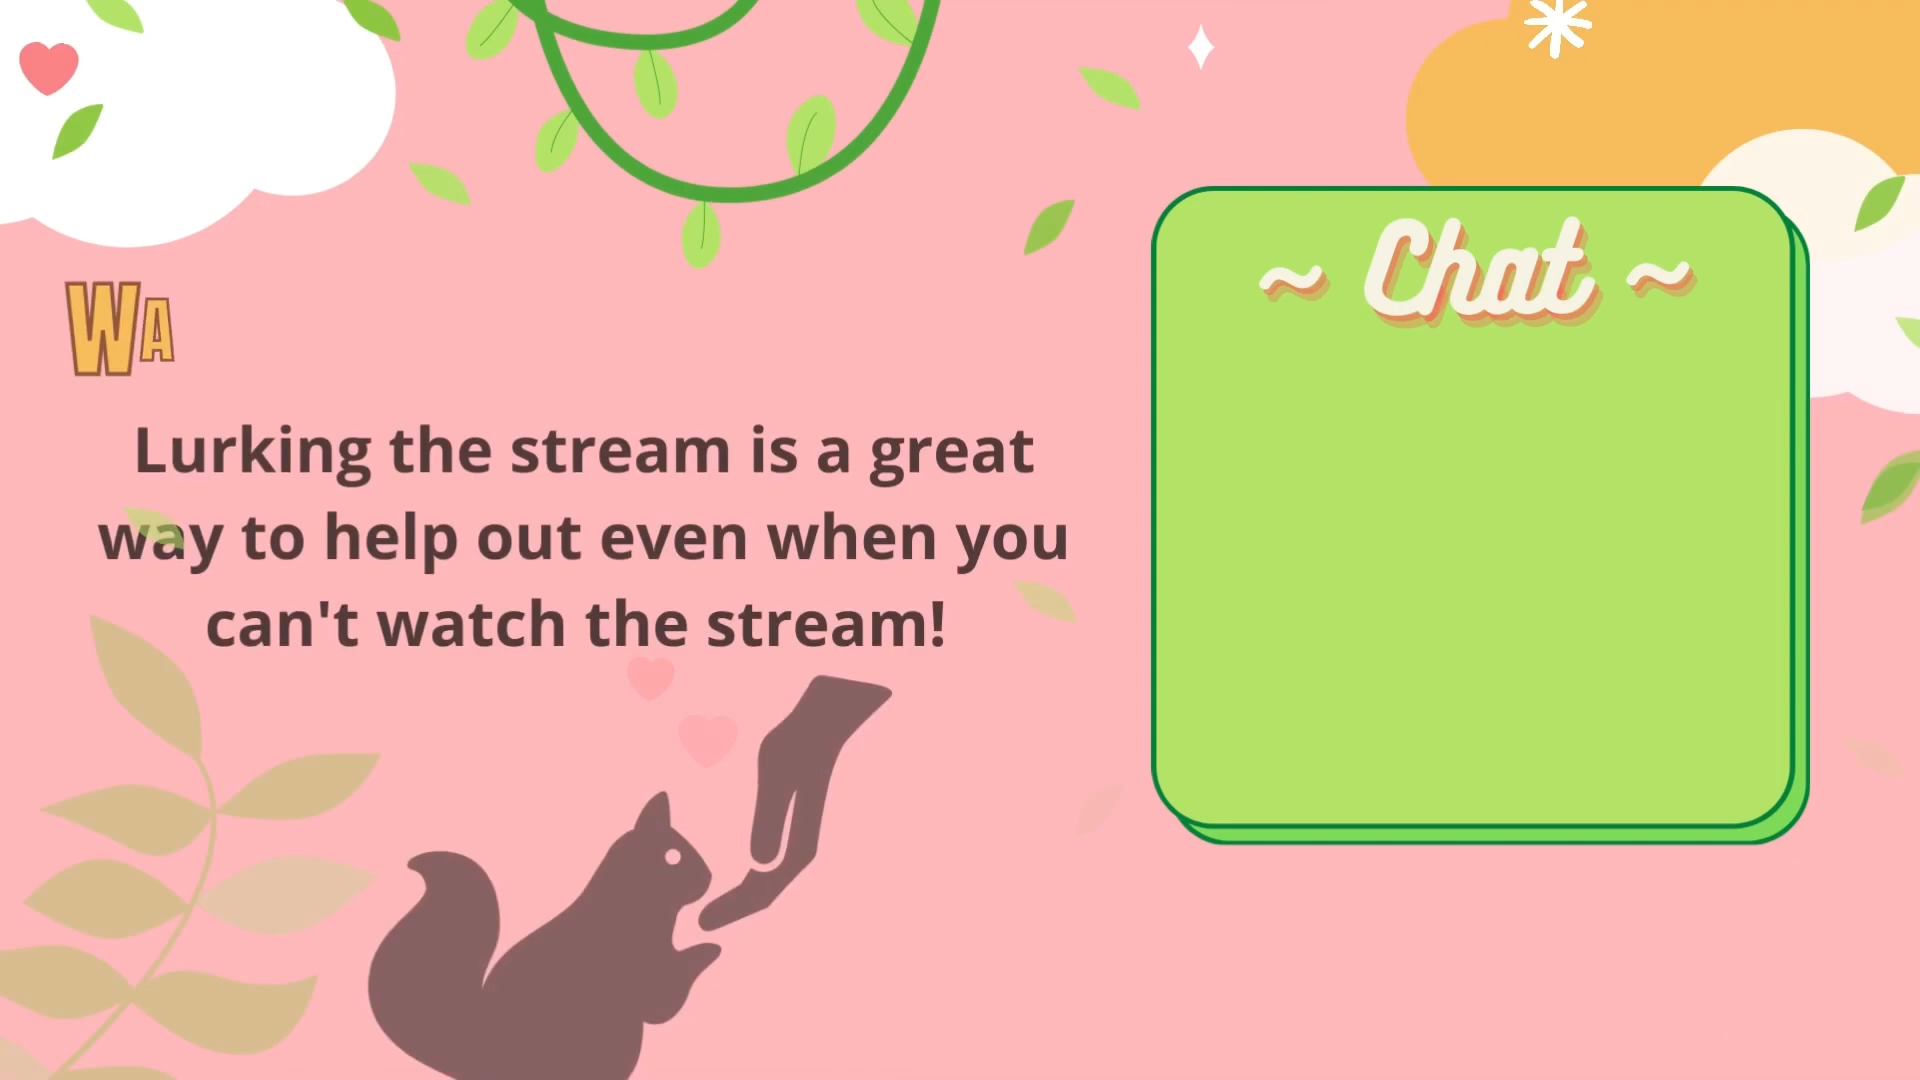 WA
Lurking the stream is a great
way to help out even when you
can't watch the stream!
~ Chat ~